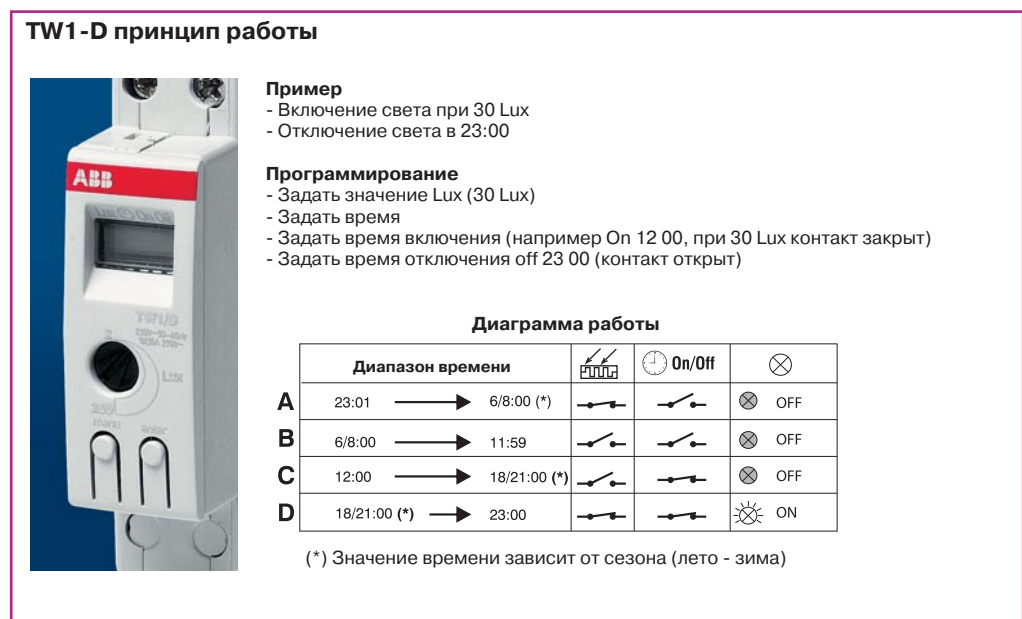 TW1-D принцип работы
ABB
TW1/D
Lux
menu
enter
Пример
- Включение света при 30 Lux
- Отключение света в 23:00
Программирование
- Задать значение Lux (30 Lux)
- Задать время
- Задать время включения (например On 12 00, при 30 Lux контакт закрыт)
- Задать время отключения off 23 00 (контакт открыт)
Диаграмма работы
Диапазон времени On/Off
A 23:01 6/8:00 (*) OFF
B 6/8:00 11:59 OFF
C 12:00 18/21:00 (*) OFF
D 18/21:00 (*) 23:00 ON
(*) Значение времени зависит от сезона (лето - зима)